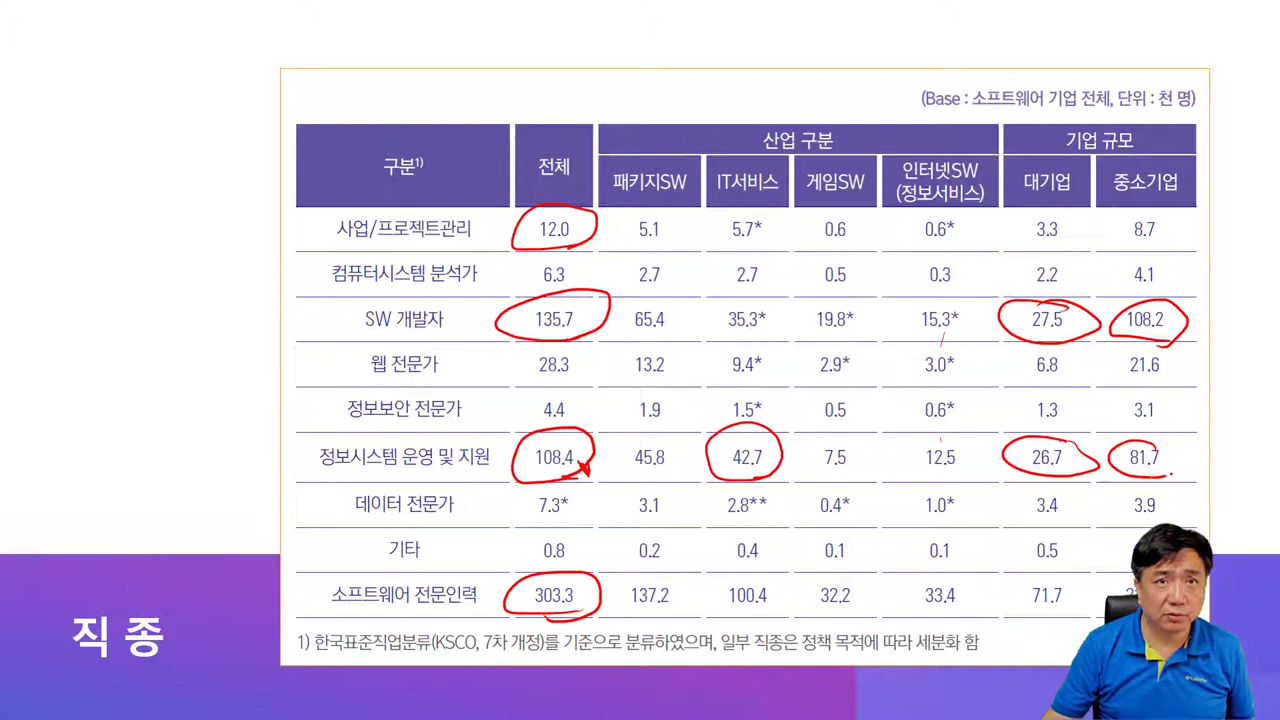 (Base : 소프트웨어 기업 전체, 단위 : 천 명)
구분1) 전체 산업 구분 기업 규모
패키지SW IT서비스 게임SW 인터넷SW (정보서비스) 대기업 중소기업
사업/프로젝트관리 12.0 5.1 5.7* 0.6 0.6* 3.3 8.7
컴퓨터시스템 분석가 6.3 2.7 2.7 0.5 0.3 2.2 4.1
SW 개발자 135.7 65.4 35.3* 19.8* 15.3* 27.5 108.2
웹 전문가 28.3 13.2 9.4* 2.9* 3.0* 6.8 21.6
정보보안 전문가 4.4 1.9 1.5* 0.5 0.6* 1.3 3.1
정보시스템 운영 및 지원 108.4 45.8 42.7 7.5 12.5 26.7 81.7
데이터 전문가 7.3* 3.1 2.8** 0.4* 1.0* 3.4 3.9
기타 0.8 0.2 0.4 0.1 0.1 0.5
소프트웨어 전문인력 303.3 137.2 100.4 32.2 33.4 71.7
1) 한국표준직업분류(KSCO, 7차 개정)를 기준으로 분류하였으며, 일부 직종은 정책 목적에 따라 세분화 함
직 종
Columbia